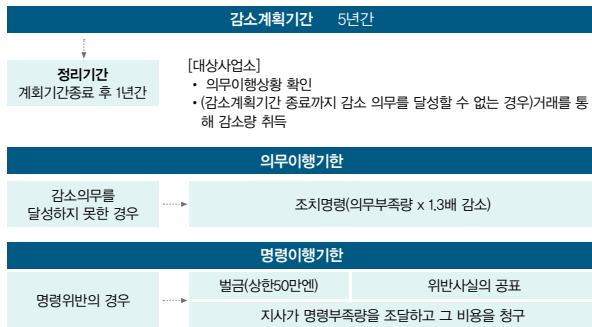 감소계획기간 5년간
정리기간
계획기간종료 후 1년간
[대상사업소]
• 의무이행상황 확인
• (감소계획기간 종료까지 감소 의무를 달성할 수 없는 경우)거래를 통
해 감소량 취득
의무이행기한
감소의무를
달성하지 못한 경우
조치명령(의무부족량 x 1.3배 감소)
명령이행기한
명령위반의 경우
벌금(상한50만엔)
위반사실의 공표
지사가 명령부족량을 조달하고 그 비용을 청구